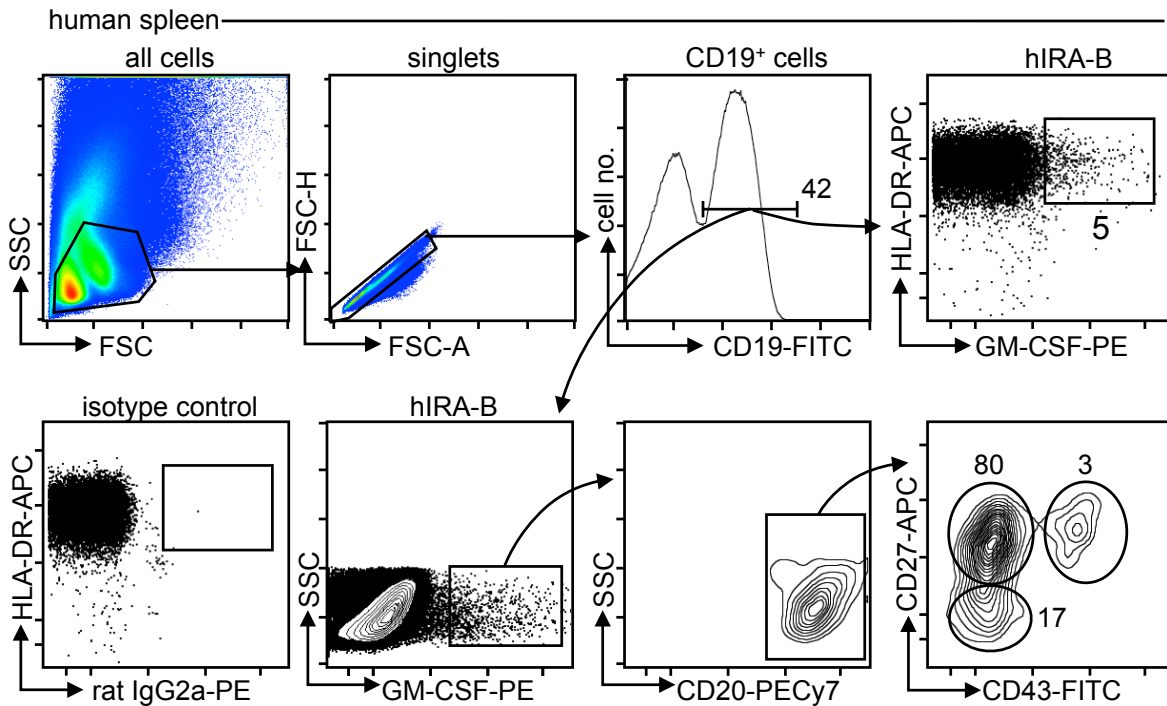 human spleen
all cells
singlets
CD19⁺ cells
hIRA-B
SSC
FSC
FSC-H
FSC-A
cell no.
42
CD19-FITC
HLA-DR-APC
5
GM-CSF-PE
isotype control
hIRA-B
HLA-DR-APC
rat IgG2a-PE
SSC
GM-CSF-PE
SSC
CD20-PECy7
CD27-APC
80
3
17
CD43-FITC